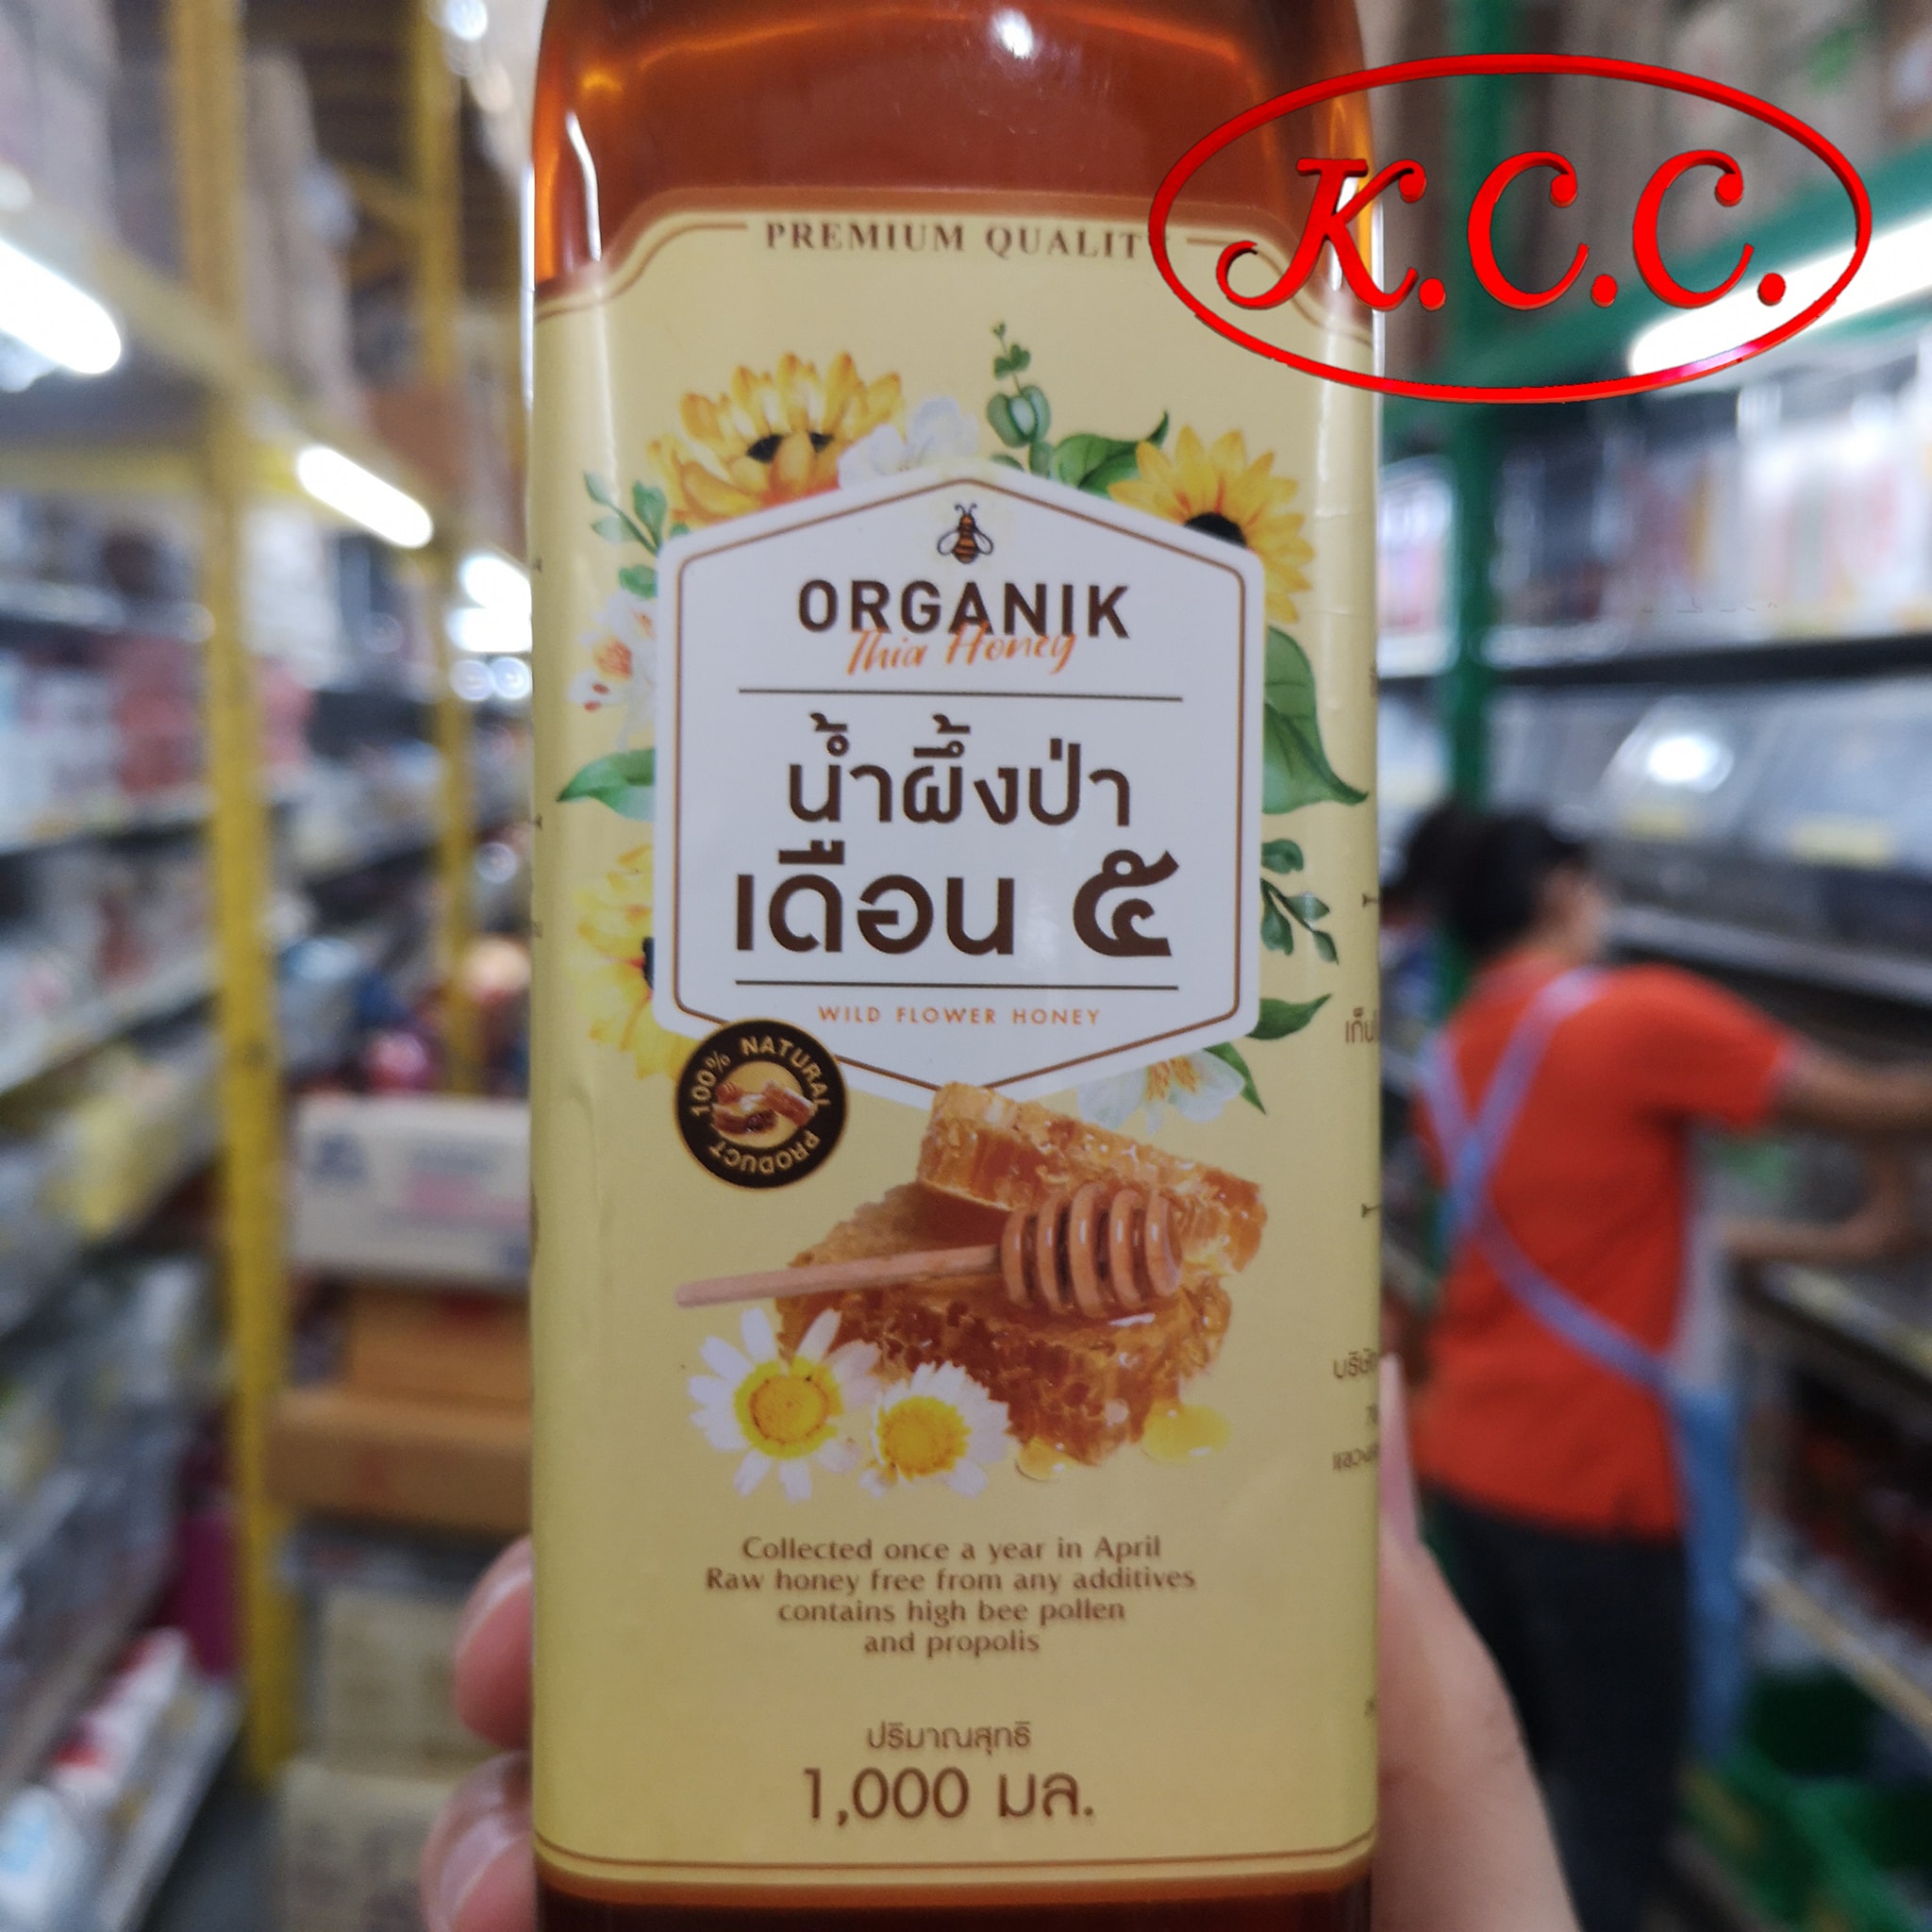 K.C.C.
PREMIUM QUALITY
ORGANIK
Thia Honey
น้ำผึ้งป่า
เดือน ๕
WILD FLOWER HONEY
100% NATURAL PRODUCT
Collected once a year in April
Raw honey free from any additives
contains high bee pollen
and propolis
ปริมาณสุทธิ
1,000 มล.